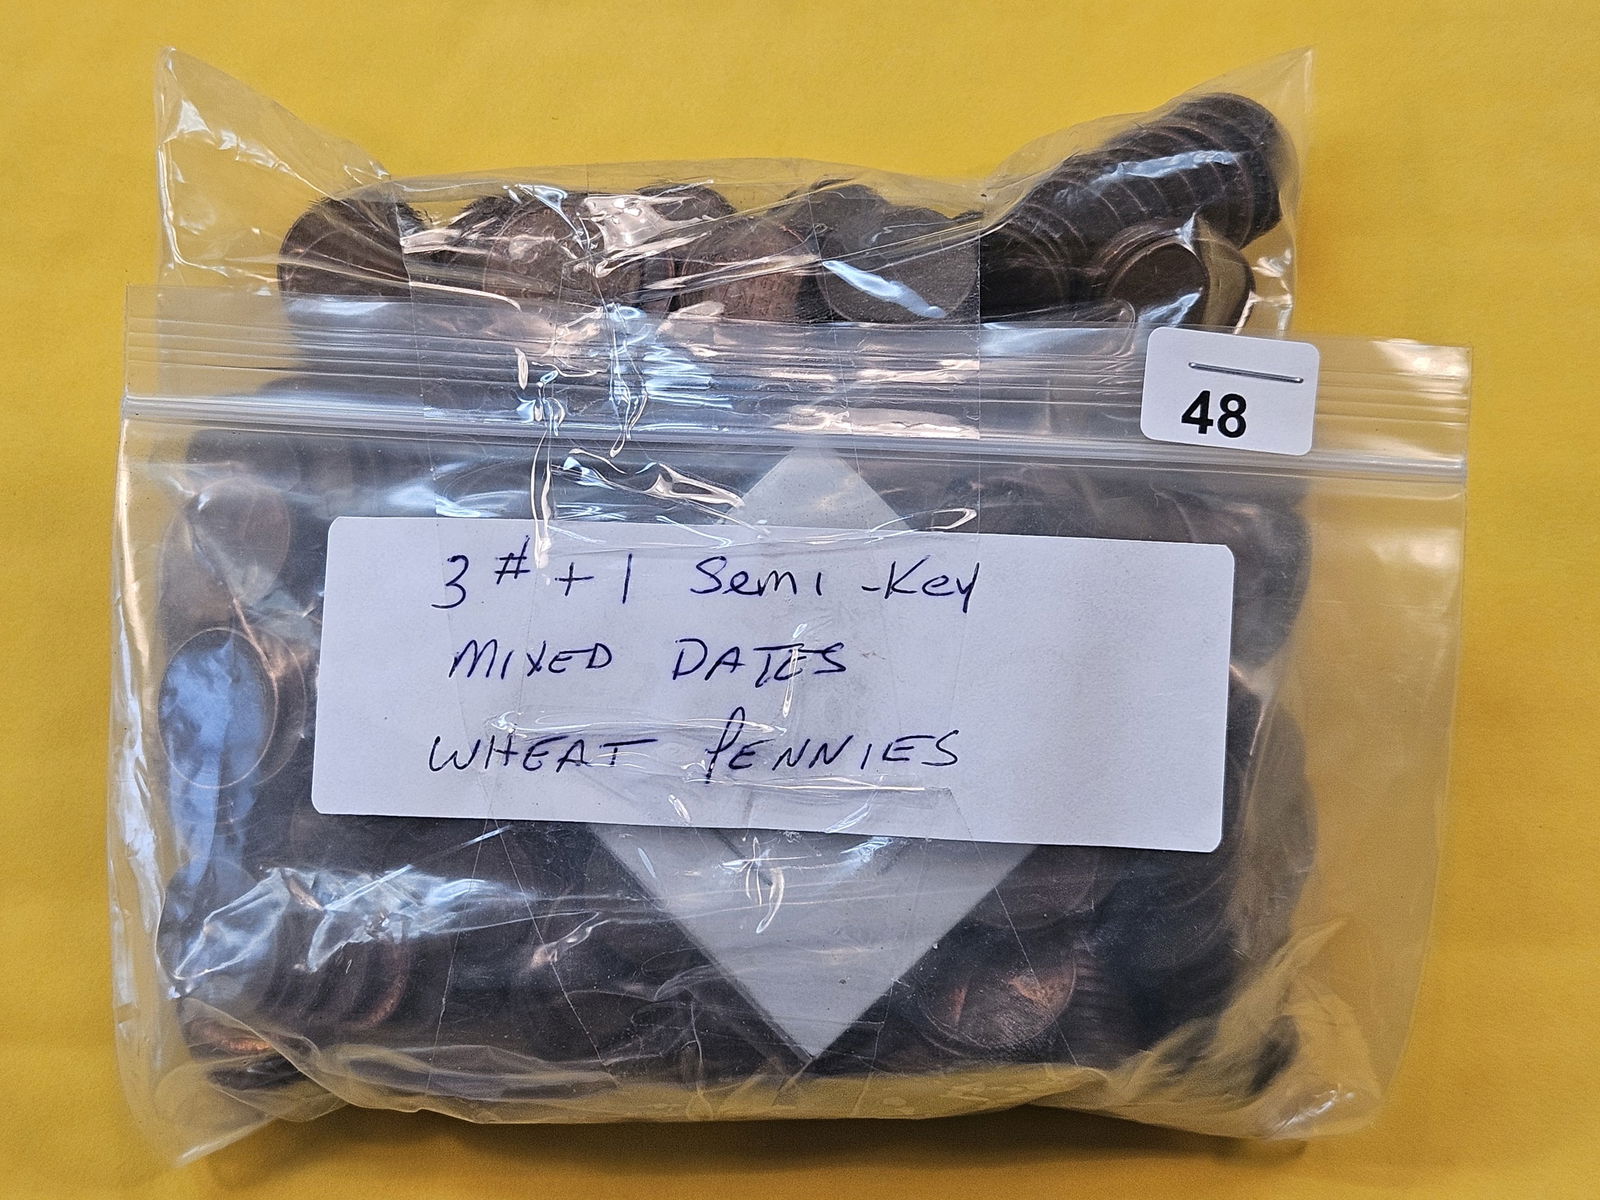 48
3 # + 1 Semi-Key
MIXED DATES
WHEAT PENNIES